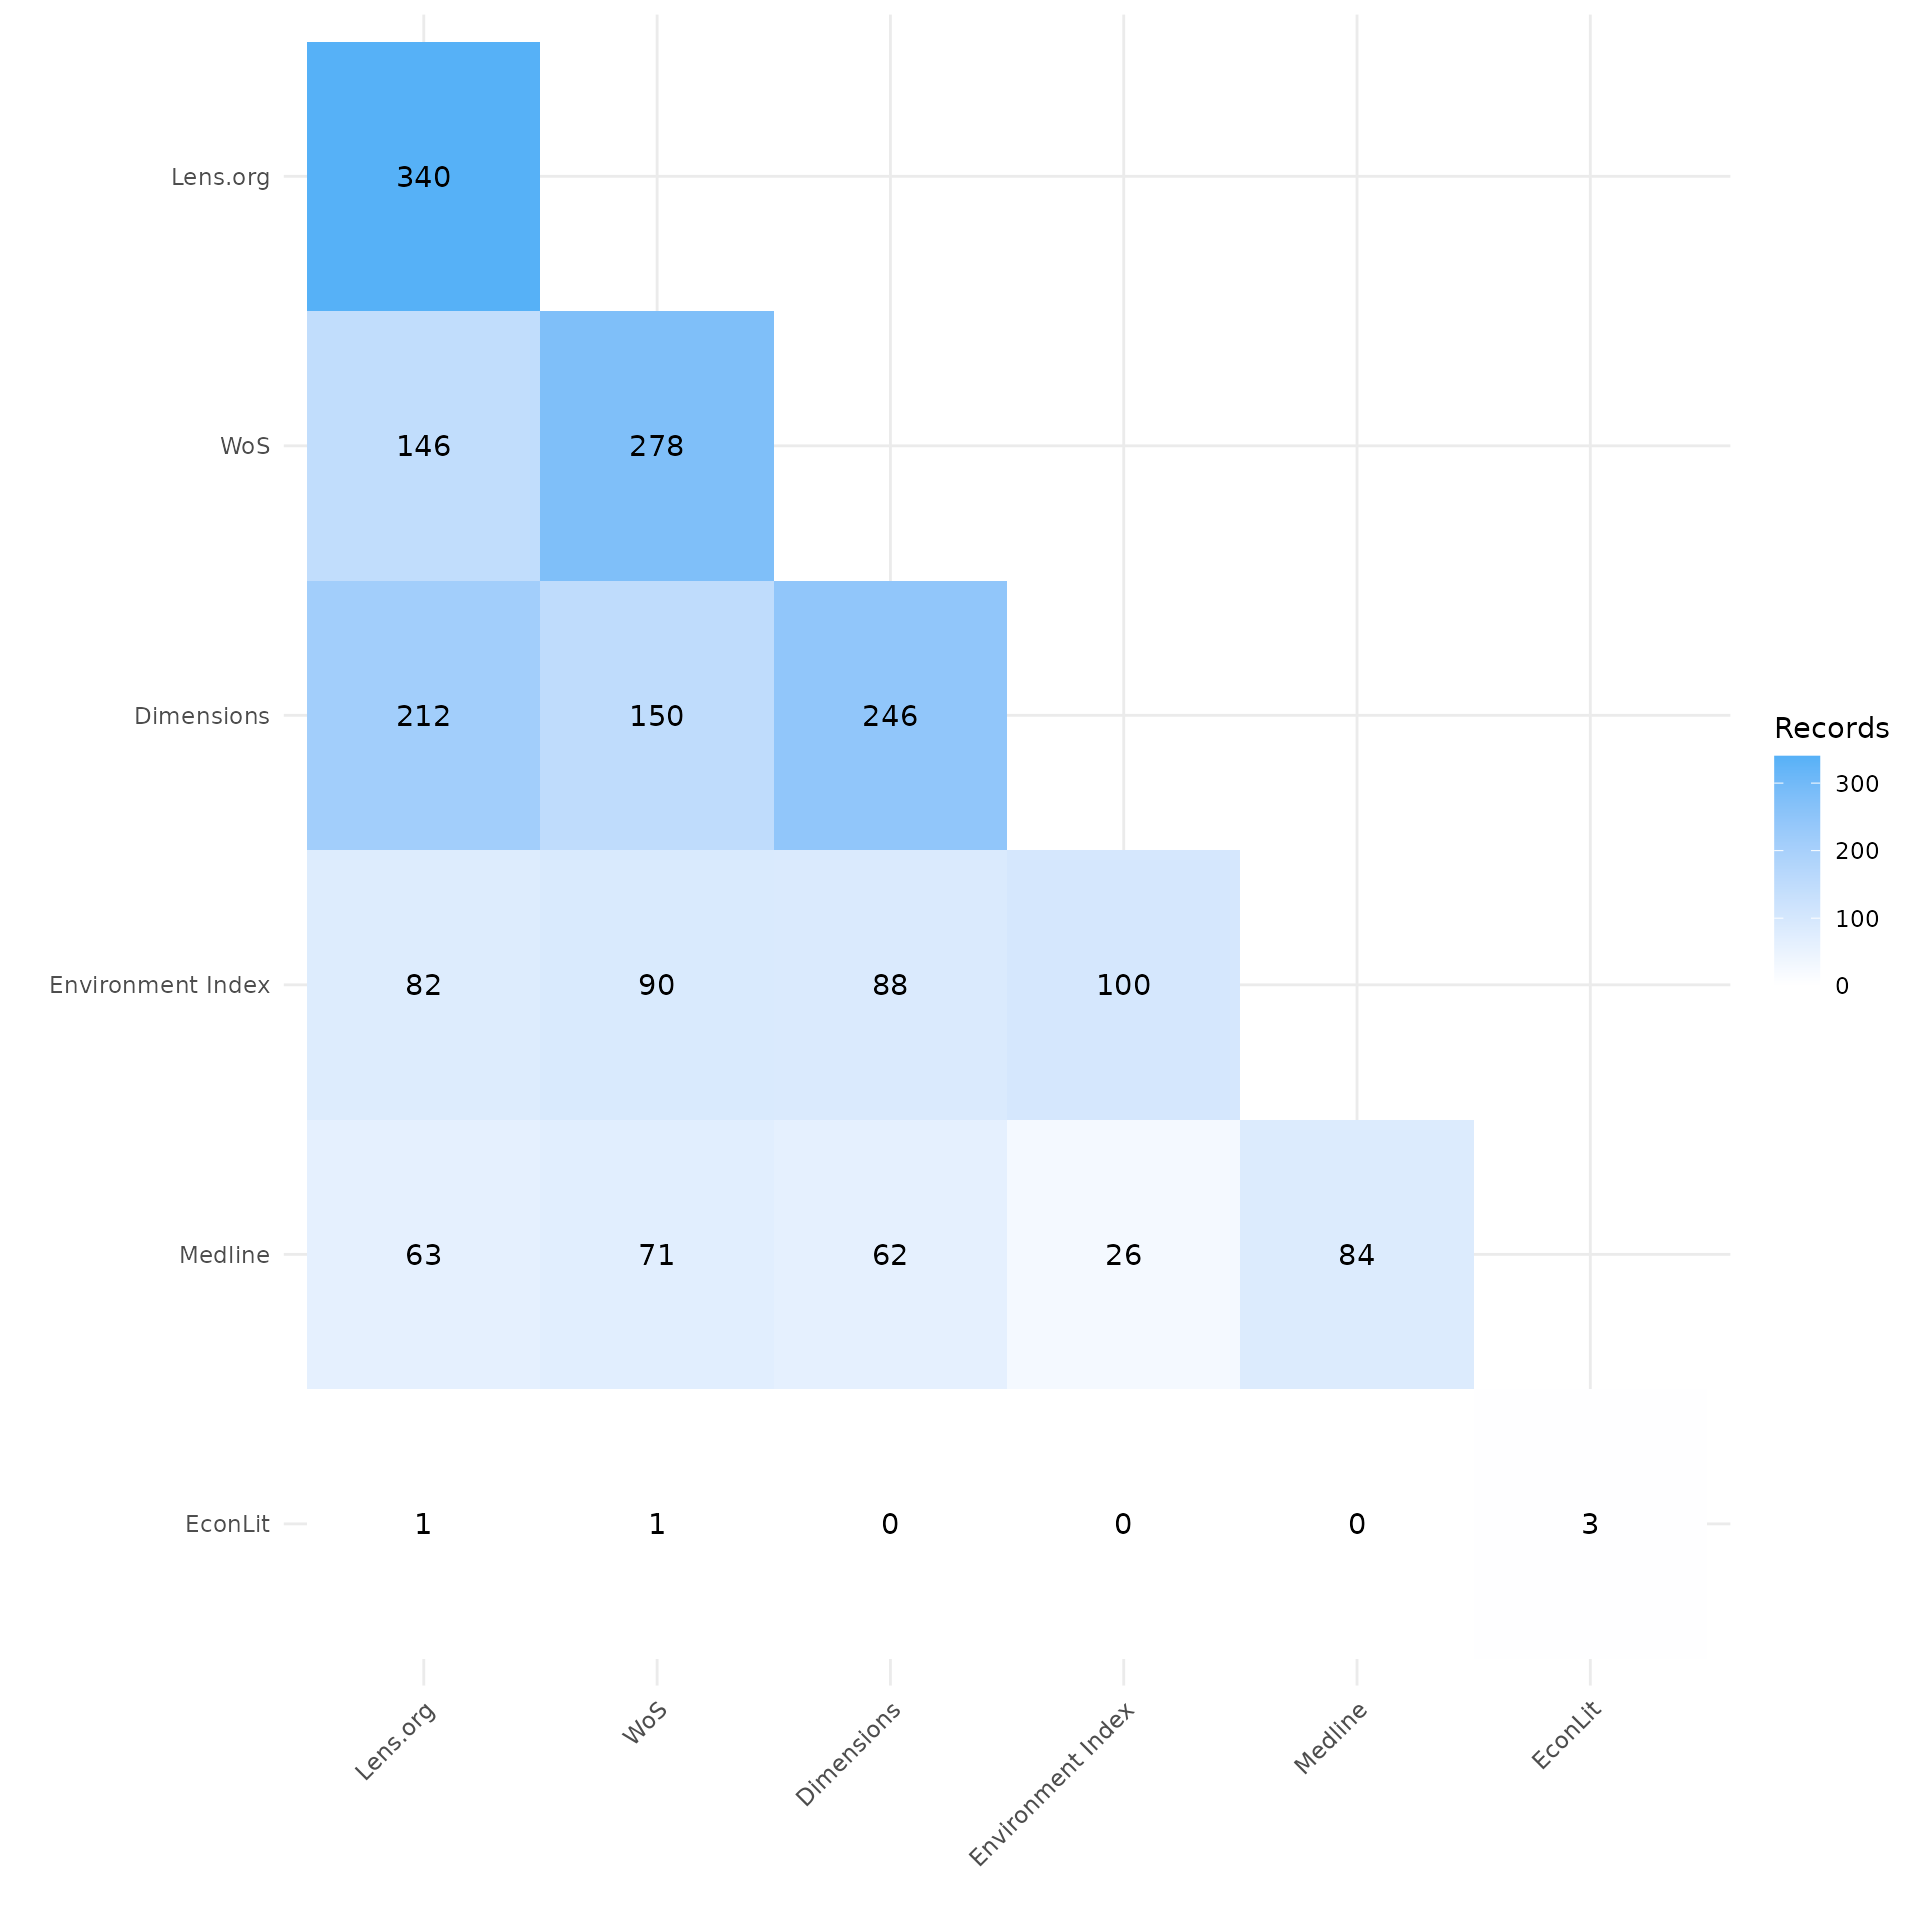 Lens.org 340
WoS 146 278
Dimensions 212 150 246
Environment Index 82 90 88 100
Medline 63 71 62 26 84
EconLit 1 1 0 0 0 3
Lens.org WoS Dimensions Environment Index Medline EconLit
Records
300
200
100
0